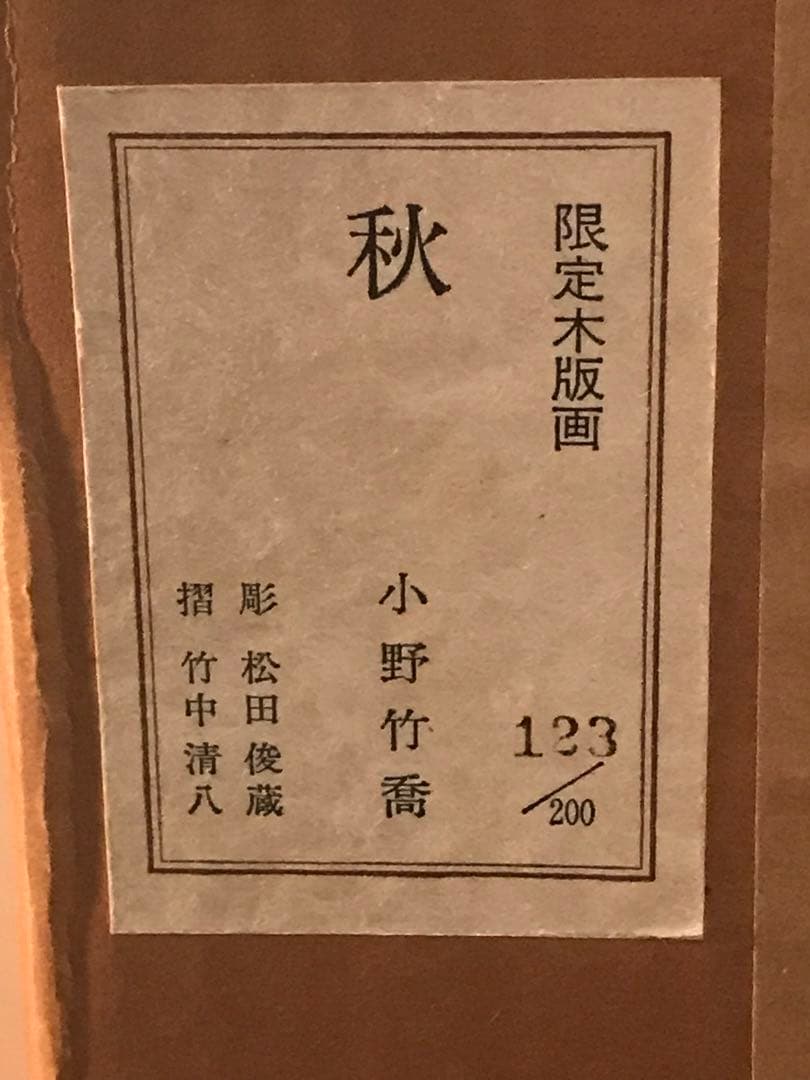 限定木版画
123/200
秋
小野竹喬
彫 松田俊蔵
摺 竹中清八